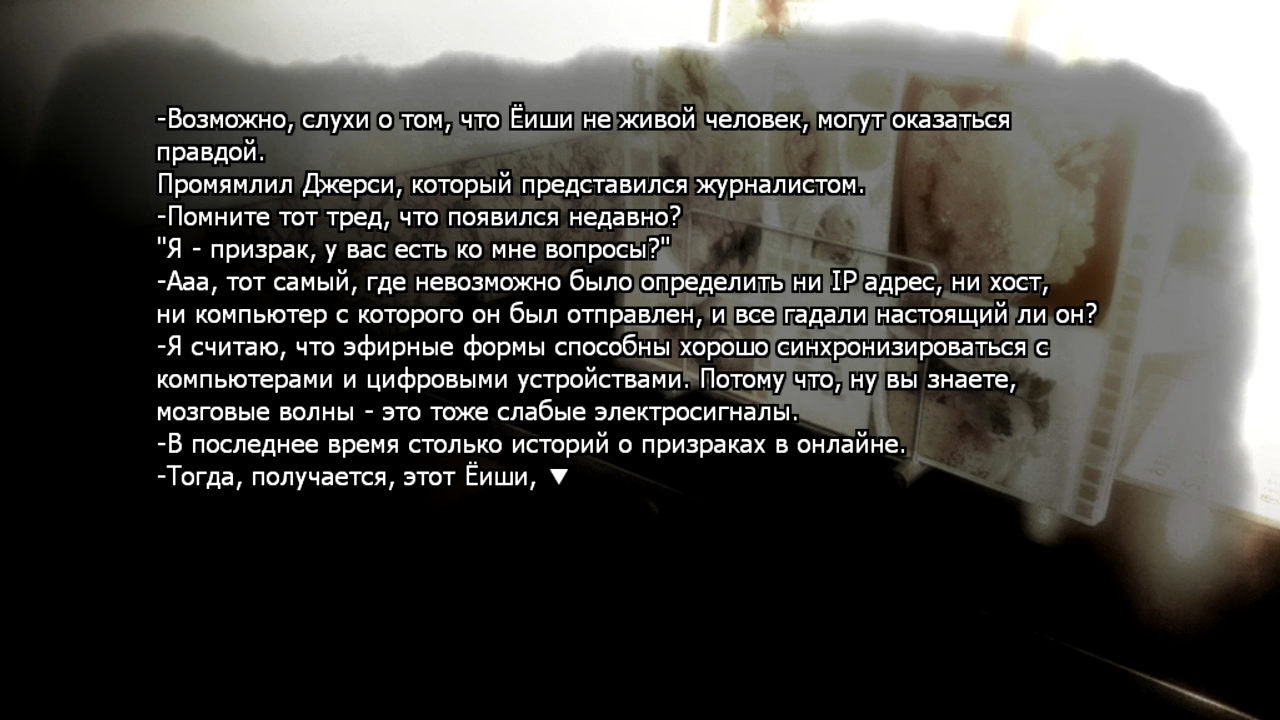 -Возможно, слухи о том, что Ёиши не живой человек, могут оказаться
правдой.
Промямлил Джерси, который представился журналистом.
-Помните тот тред, что появился недавно?
"Я - призрак, у вас есть ко мне вопросы?"
-Ааа, тот самый, где невозможно было определить ни IP адрес, ни хост,
ни компьютер с которого он был отправлен, и все гадали настоящий ли он?
-Я считаю, что эфирные формы способны хорошо синхронизироваться с
компьютерами и цифровыми устройствами. Потому что, ну вы знаете,
мозговые волны - это тоже слабые электросигналы.
-В последнее время столько историй о призраках в онлайне.
-Тогда, получается, этот Ёиши, ▼